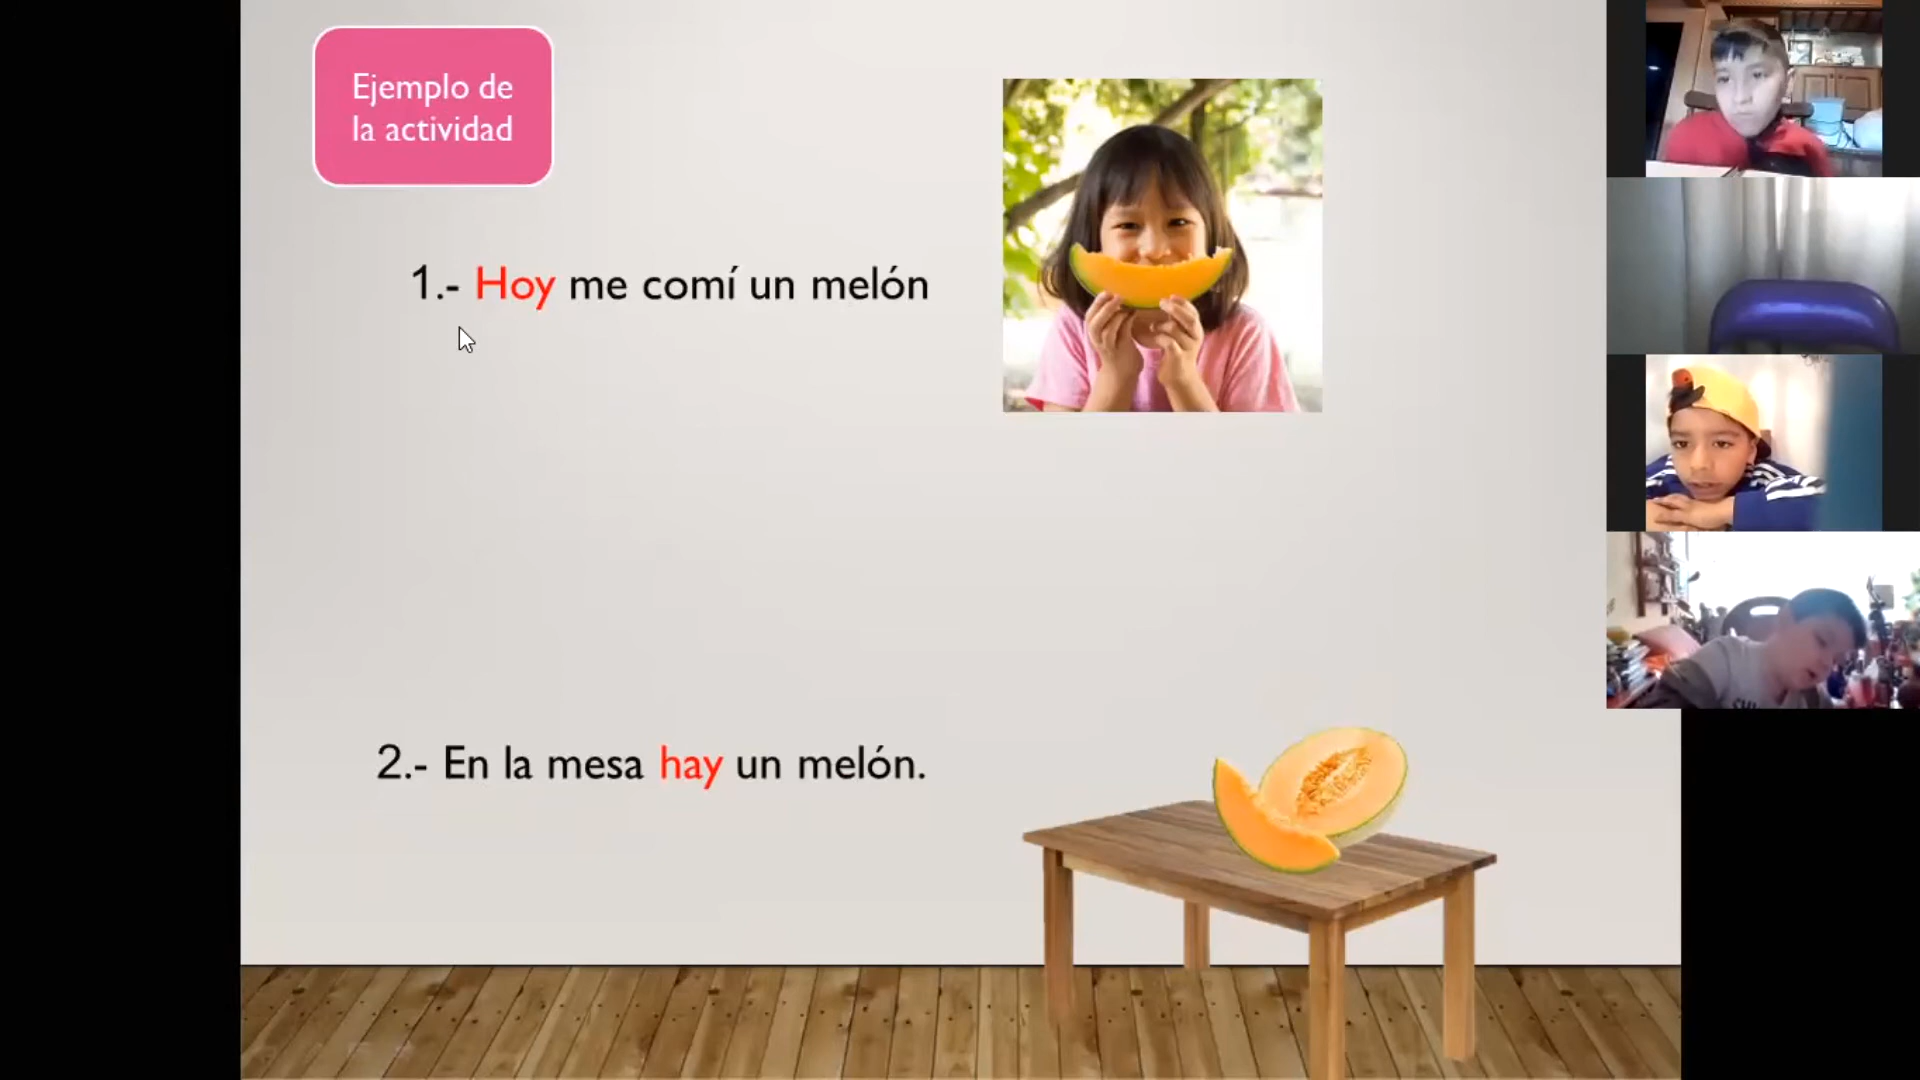 Ejemplo de
la actividad
1.- Hoy me comí un melón
2.- En la mesa hay un melón.